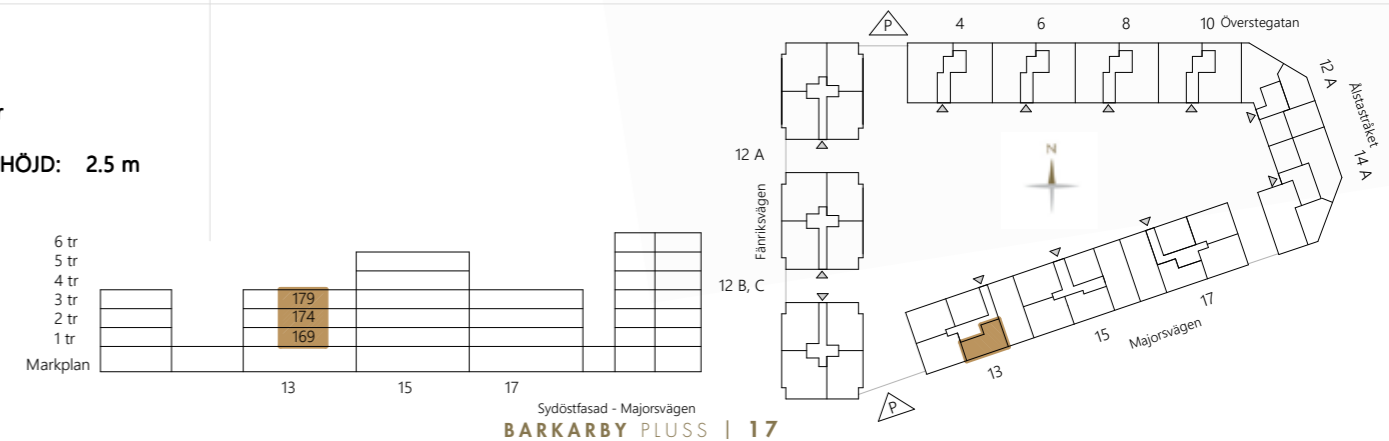 r
HÖJD: 2.5 m
6 tr
5 tr
4 tr
3 tr
2 tr
1 tr
Markplan
179
174
169
13 15 17
Sydöstfasad - Majorsvägen
BARKARBY PLUSS | 17
P
4 6 8 10 Överstegatan
12 A
Ålstastråket
14 A
N
12 A
Fänriksvägen
12 B, C
17
15
Majorsvägen
13
P